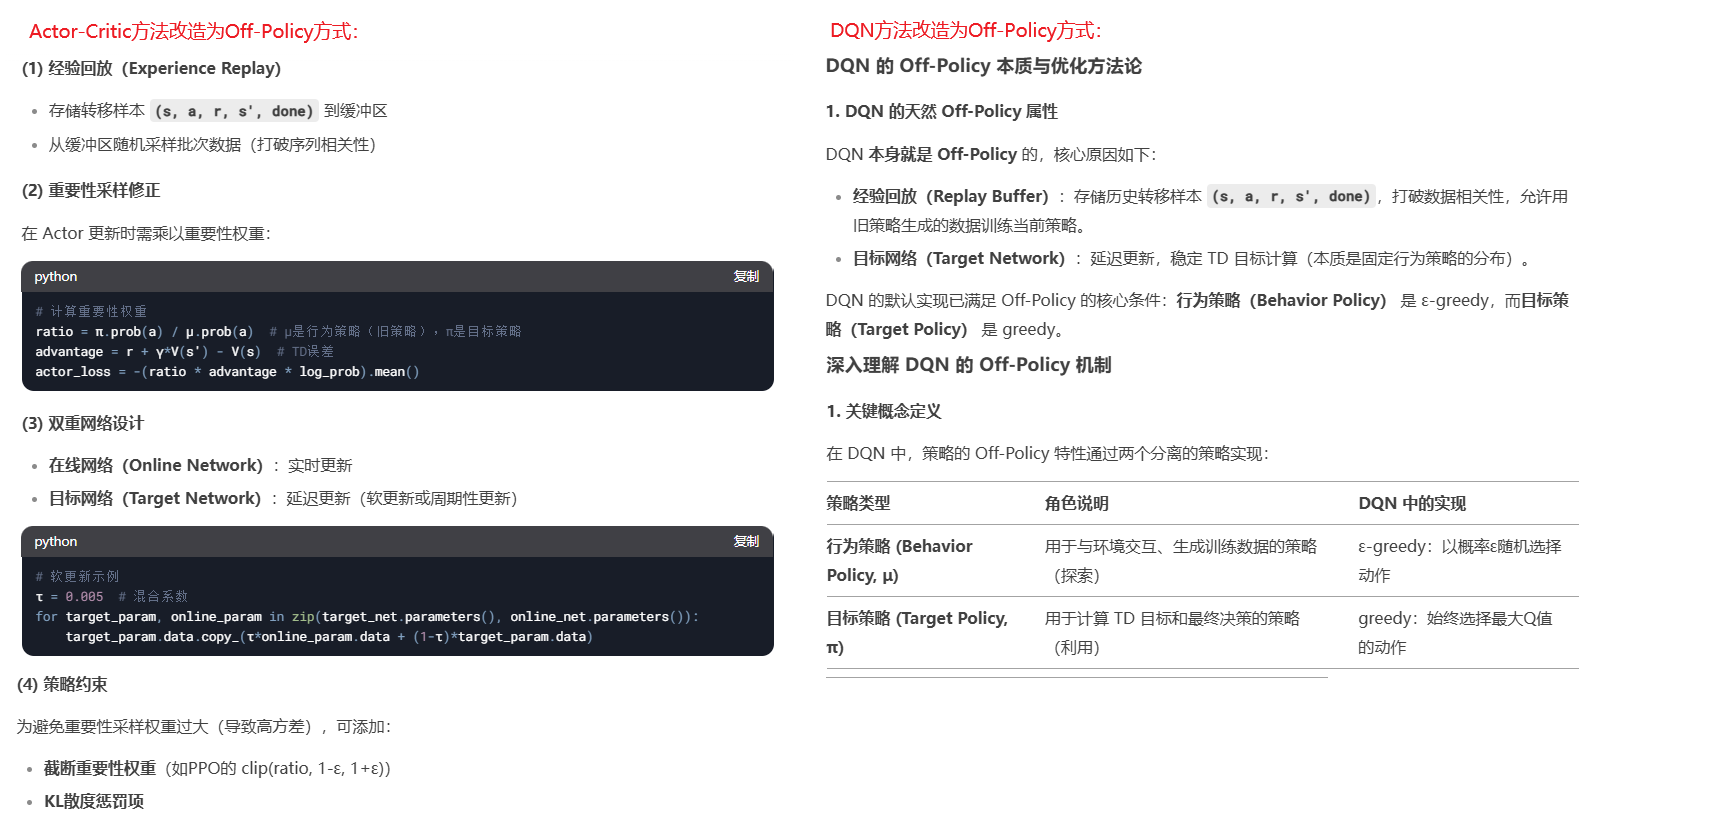 Actor-Critic方法改造为Off-Policy方式:
(1) 经验回放（Experience Replay）
存储转移样本 (s, a, r, s', done) 到缓冲区
从缓冲区随机采样批次数据（打破序列相关性）
(2) 重要性采样修正
在 Actor 更新时需乘以重要性权重：
python 复制
# 计算重要性权重
ratio = π.prob(a) / μ.prob(a)  # μ是行为策略（旧策略），π是目标策略
advantage = r + γ*V(s') - V(s)  # TD误差
actor_loss = -(ratio * advantage * log_prob).mean()
(3) 双重网络设计
在线网络（Online Network）：实时更新
目标网络（Target Network）：延迟更新（软更新或周期性更新）
python 复制
# 软更新示例
τ = 0.005  # 混合系数
for target_param, online_param in zip(target_net.parameters(), online_net.parameters()):
    target_param.data.copy_(τ*online_param.data + (1-τ)*target_param.data)
(4) 策略约束
为避免重要性采样权重过大（导致高方差），可添加：
截断重要性权重（如PPO的 clip(ratio, 1-ε, 1+ε)）
KL散度惩罚项
DQN方法改造为Off-Policy方式:
DQN 的 Off-Policy 本质与优化方法论
1. DQN 的天然 Off-Policy 属性
DQN 本身就是 Off-Policy 的，核心原因如下：
经验回放（Replay Buffer）：存储历史转移样本 (s, a, r, s', done)，打破数据相关性，允许用
旧策略生成的数据训练当前策略。
目标网络（Target Network）：延迟更新，稳定 TD 目标计算（本质是固定行为策略的分布）。
DQN 的默认实现已满足 Off-Policy 的核心条件：行为策略（Behavior Policy） 是 ε-greedy，而目标策
略（Target Policy） 是 greedy。
深入理解 DQN 的 Off-Policy 机制
1. 关键概念定义
在 DQN 中，策略的 Off-Policy 特性通过两个分离的策略实现：
策略类型 角色说明 DQN 中的实现
行为策略 (Behavior 用于与环境交互、生成训练数据的策略 ε-greedy：以概率ε随机选择
Policy, μ) （探索） 动作
目标策略 (Target Policy, 用于计算 TD 目标和最终决策的策略 greedy：始终选择最大Q值
π) （利用） 的动作